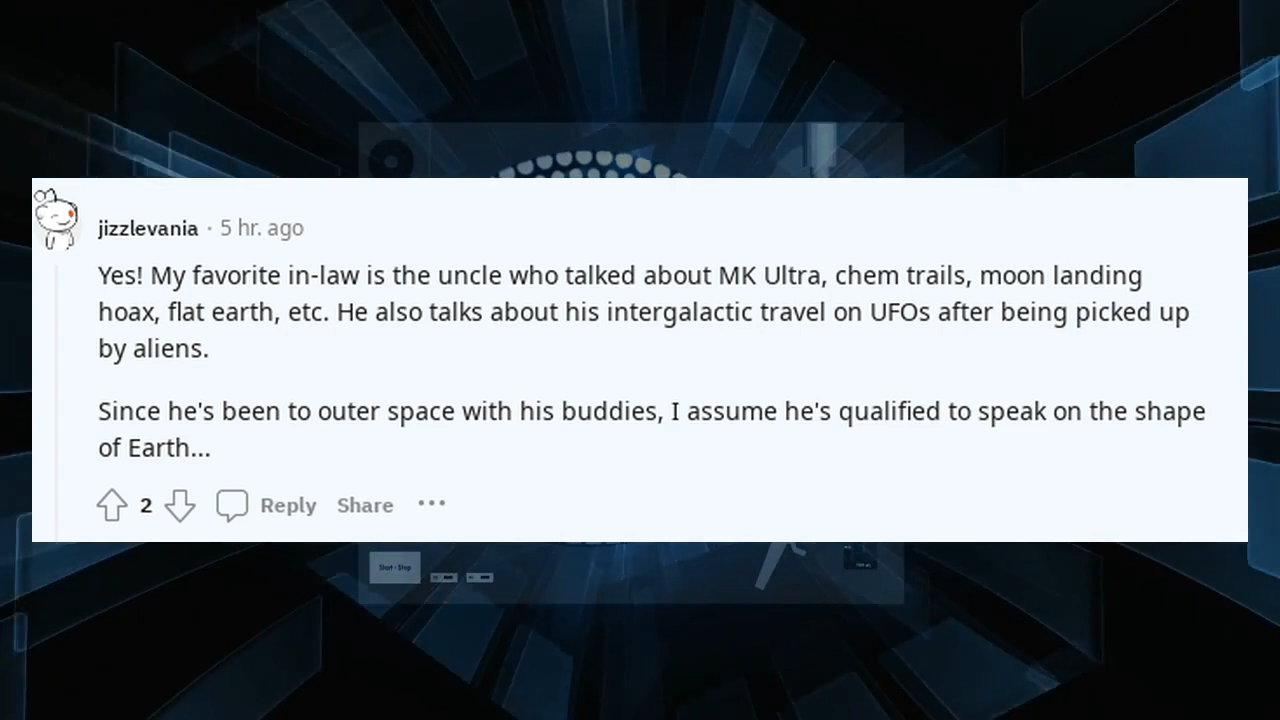 jizzlevania · 5 hr. ago
Yes! My favorite in-law is the uncle who talked about MK Ultra, chem trails, moon landing
hoax, flat earth, etc. He also talks about his intergalactic travel on UFOs after being picked up
by aliens.
Since he's been to outer space with his buddies, I assume he's qualified to speak on the shape
of Earth...
2 Reply Share ...
Start · Stop